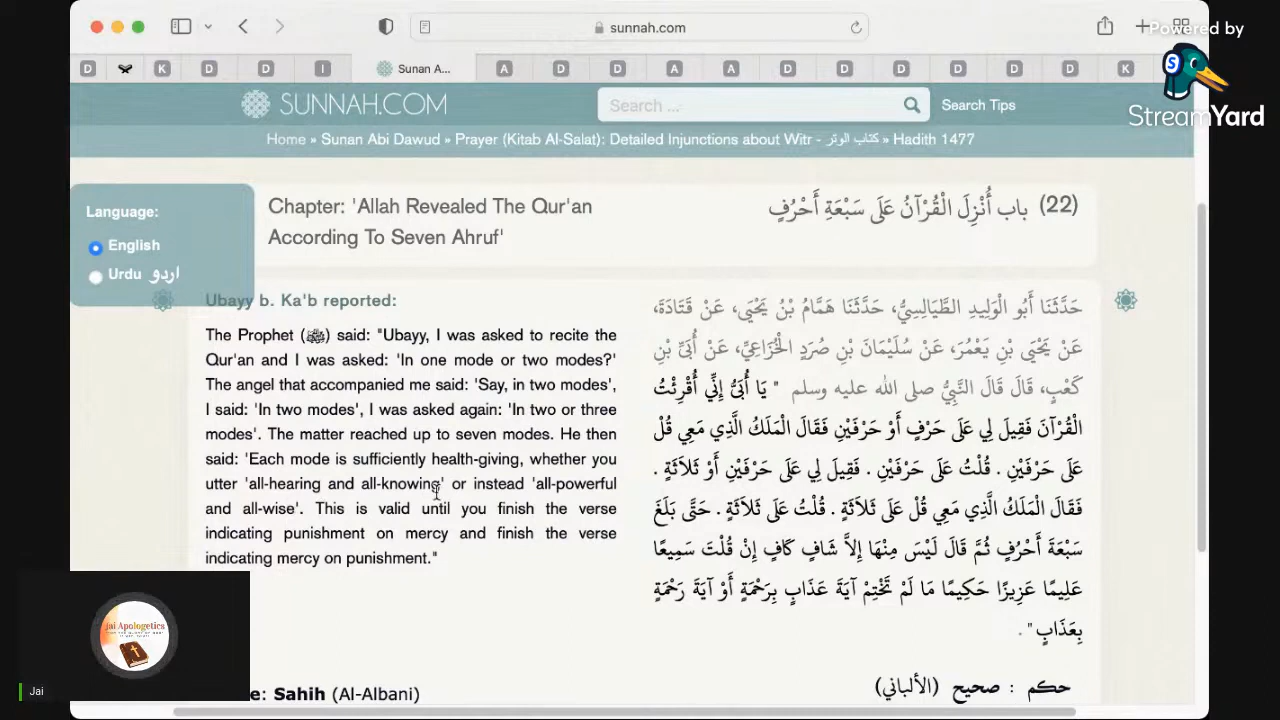 sunnah.com
Powered by
StreamYard
D
K
D
D
I
Sunan A...
A
D
D
A
A
D
D
D
D
D
D
K
SUNNAH.COM
Search ...
Search Tips
Home » Sunan Abi Dawud » Prayer (Kitab Al-Salat): Detailed Injunctions about Witr - كتاب الوتر » Hadith 1477
Language:
English
Urdu اردو
Chapter: 'Allah Revealed The Qur'an
According To Seven Ahruf'
(22) باب أُنْزِلَ الْقُرْآنُ عَلَى سَبْعَةِ أَحْرُفٍ
Ubayy b. Ka'b reported:
The Prophet (ﷺ) said: "Ubayy, I was asked to recite the
Qur'an and I was asked: 'In one mode or two modes?'
The angel that accompanied me said: 'Say, in two modes',
I said: 'In two modes', I was asked again: 'In two or three
modes'. The matter reached up to seven modes. He then
said: 'Each mode is sufficiently health-giving, whether you
utter 'all-hearing and all-knowing' or instead 'all-powerful
and all-wise'. This is valid until you finish the verse
indicating punishment on mercy and finish the verse
indicating mercy on punishment."
حَدَّثَنَا أَبُو الْوَلِيدِ الطَّيَالِسِيُّ، حَدَّثَنَا هَمَّامُ بْنُ يَحْيَى، عَنْ قَتَادَةَ،
عَنْ يَحْيَى بْنِ يَعْمُرَ، عَنْ سُلَيْمَانَ بْنِ صُرَدٍ الْخُزَاعِيِّ، عَنْ أُبَىِّ بْنِ
كَعْبٍ، قَالَ قَالَ النَّبِيُّ صلى الله عليه وسلم " يَا أُبَىُّ إِنِّي أُقْرِئْتُ
الْقُرْآنَ فَقِيلَ لِي عَلَى حَرْفٍ أَوْ حَرْفَيْنِ فَقَالَ الْمَلَكُ الَّذِي مَعِي قُلْ
عَلَى حَرْفَيْنِ . قُلْتُ عَلَى حَرْفَيْنِ . فَقِيلَ لِي عَلَى حَرْفَيْنِ أَوْ ثَلاَثَةٍ .
فَقَالَ الْمَلَكُ الَّذِي مَعِي قُلْ عَلَى ثَلاَثَةٍ . قُلْتُ عَلَى ثَلاَثَةٍ . حَتَّى بَلَغَ
سَبْعَةَ أَحْرُفٍ ثُمَّ قَالَ لَيْسَ مِنْهَا إِلاَّ شَافٍ كَافٍ إِنْ قُلْتَ سَمِيعًا
عَلِيمًا عَزِيزًا حَكِيمًا مَا لَمْ تَخْتِمْ آيَةَ عَذَابٍ بِرَحْمَةٍ أَوْ آيَةَ رَحْمَةٍ
بِعَذَابٍ " .
: Sahih (Al-Albani)
حكم : صحيح (الألباني)
jai Apologetics
Jai